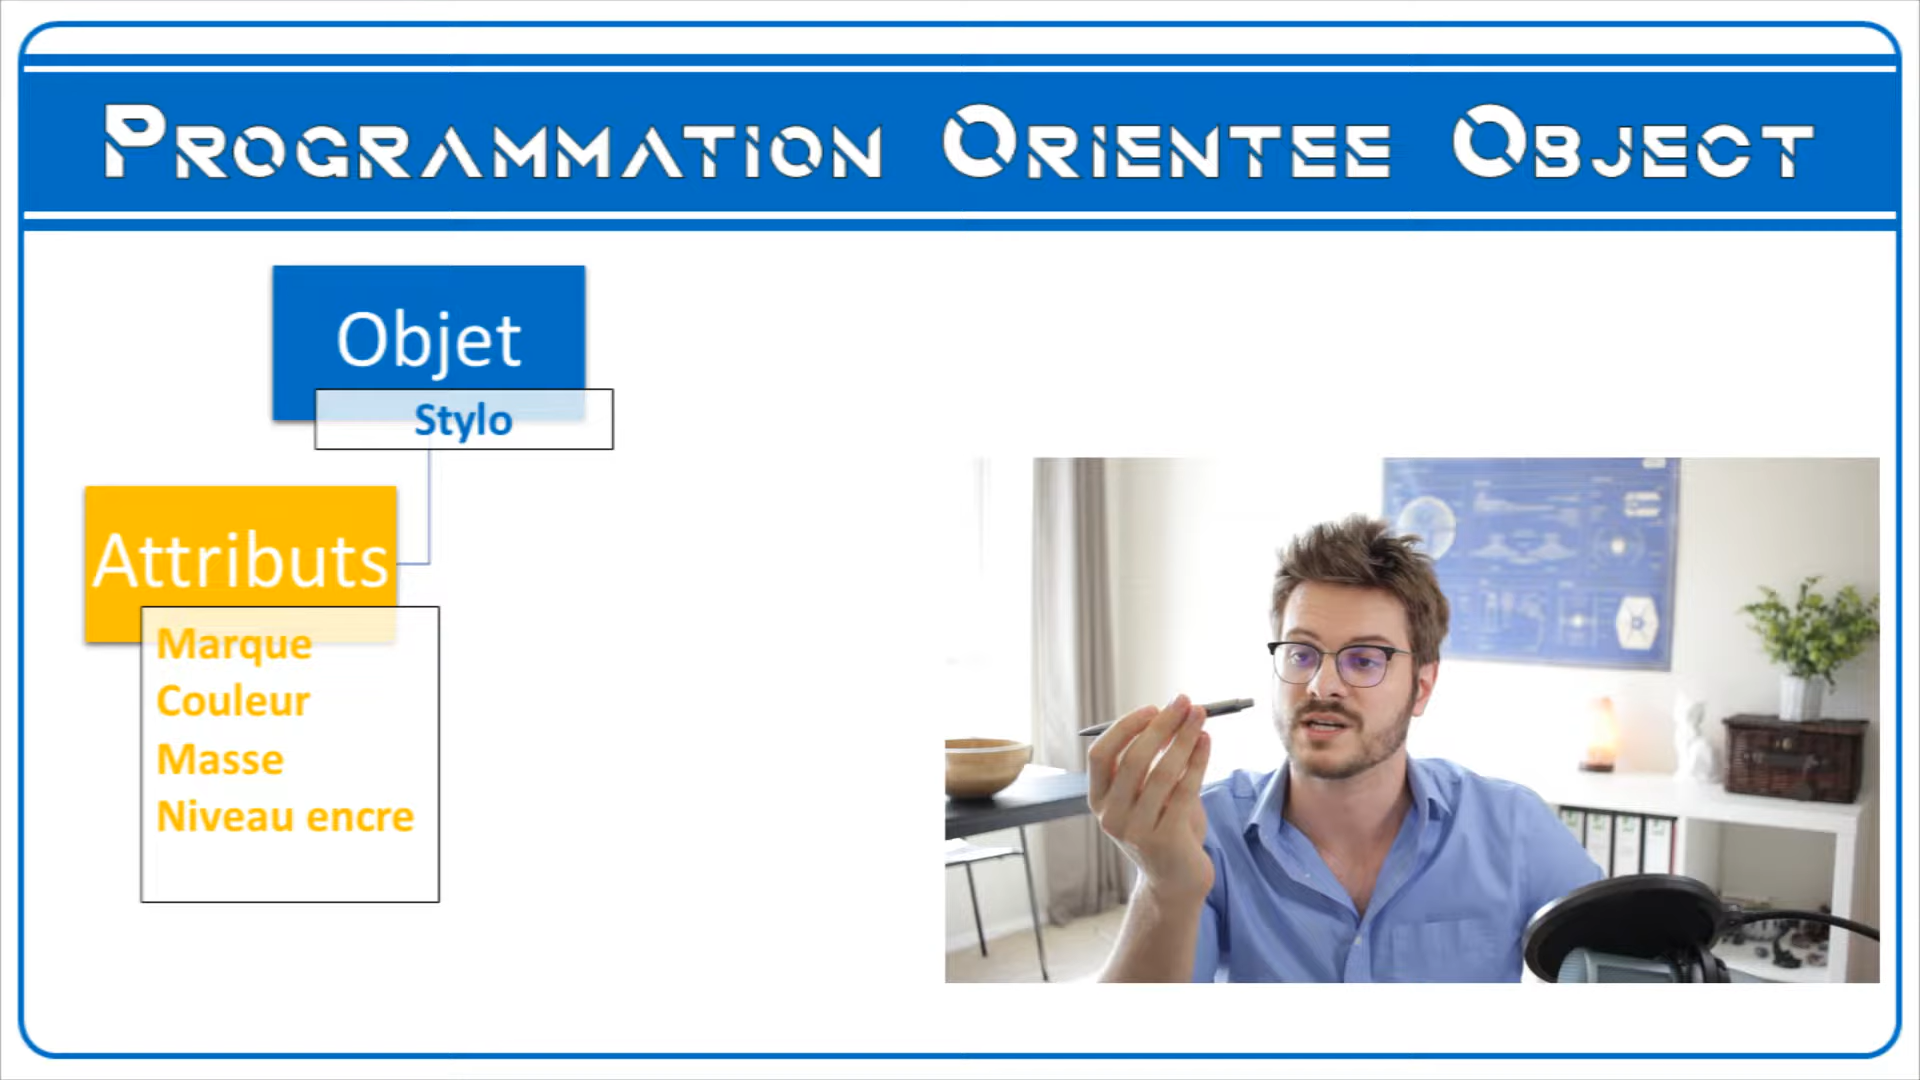 PROGRAMMATION ORIENTEE OBJECT
Objet
Stylo
Attributs
Marque
Couleur
Masse
Niveau encre